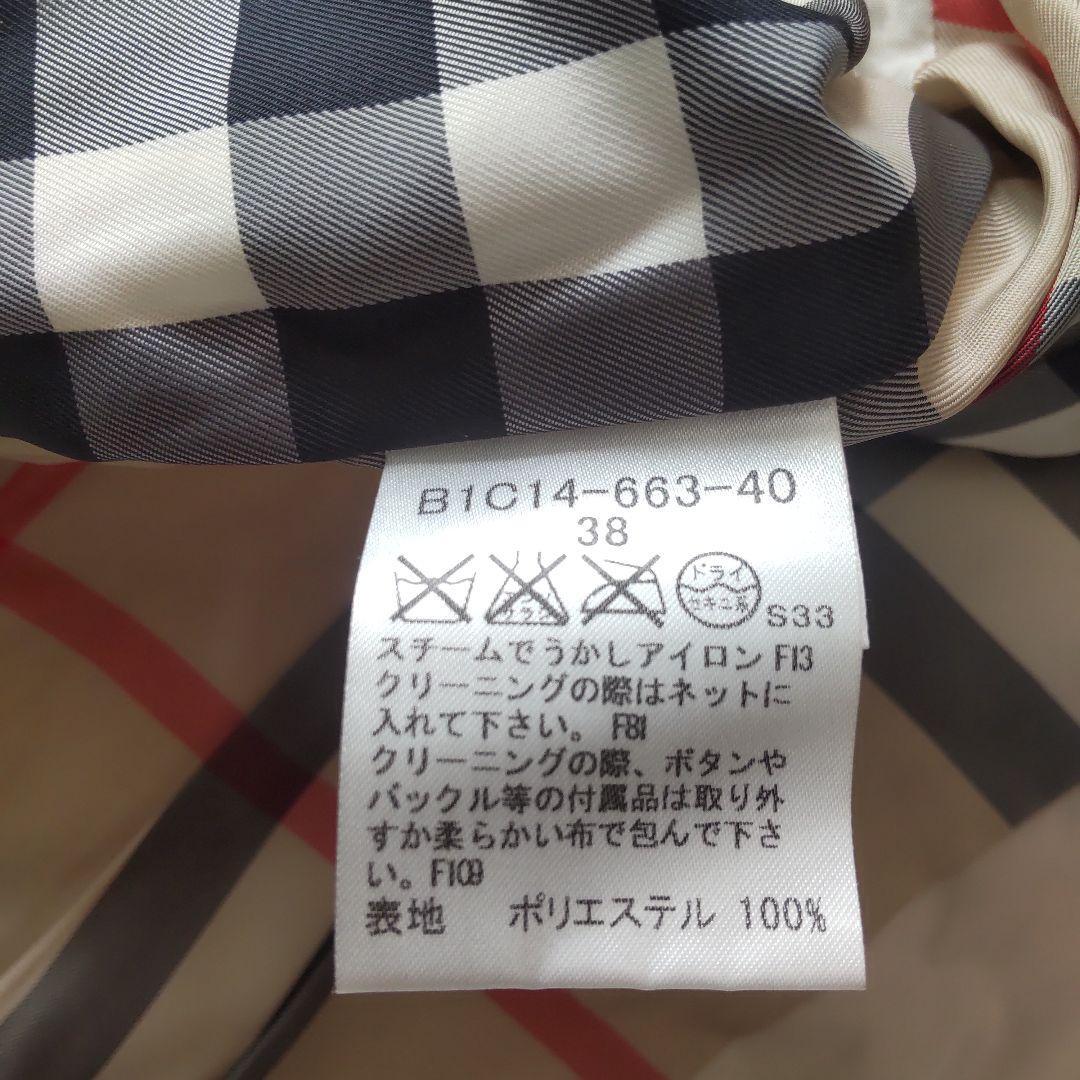 B1C14-663-40
38
サラシ
ドライ
セキユ系
S33
スチームでうかしアイロン F13
クリーニングの際はネットに
入れて下さい。 F81
クリーニングの際、ボタンや
バックル等の付属品は取り外
すか柔らかい布で包んで下さ
い。F109
表地 ポリエステル 100%